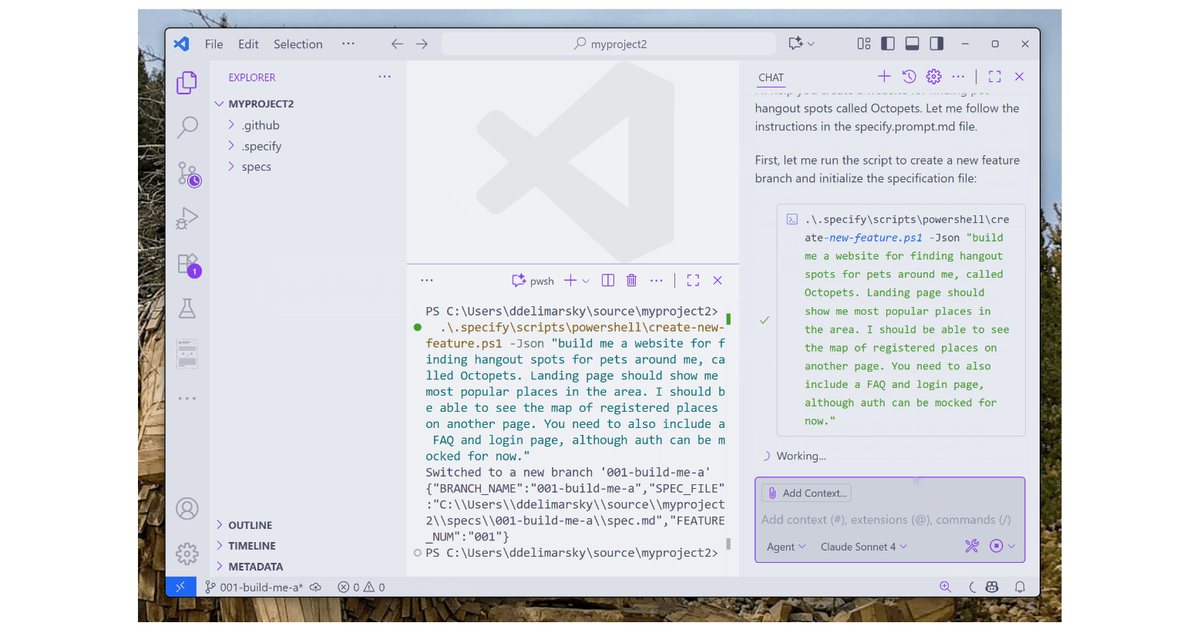 File Edit Selection ··· myproject2
EXPLORER ···
MYPROJECT2
.github
.specify
specs
1
OUTLINE
TIMELINE
METADATA
··· pwsh ···
PS C:\Users\ddelimarsky\source\myproject2>
.\.specify\scripts\powershell\create-new-
feature.ps1 -Json "build me a website for f
inding hangout spots for pets around me, ca
lled Octopets. Landing page should show me
most popular places in the area. I should b
e able to see the map of registered places
on another page. You need to also include a
FAQ and login page, although auth can be m
ocked for now."
Switched to a new branch '001-build-me-a'
{"BRANCH_NAME":"001-build-me-a","SPEC_FILE"
:"C:\\Users\\ddelimarsky\\source\\myproject
2\\specs\\001-build-me-a\\spec.md","FEATURE
_NUM":"001"}
PS C:\Users\ddelimarsky\source\myproject2>
CHAT ···
hangout spots called Octopets. Let me follow the
instructions in the specify.prompt.md file.
First, let me run the script to create a new feature
branch and initialize the specification file:
.\.specify\scripts\powershell\cre
ate-new-feature.ps1 -Json "build
me a website for finding hangout
spots for pets around me, called
Octopets. Landing page should
show me most popular places in
the area. I should be able to see
the map of registered places on
another page. You need to also
include a FAQ and login page,
although auth can be mocked for
now."
Working...
Add Context...
Add context (#), extensions (@), commands (/)
Agent Claude Sonnet 4
001-build-me-a* 0 0